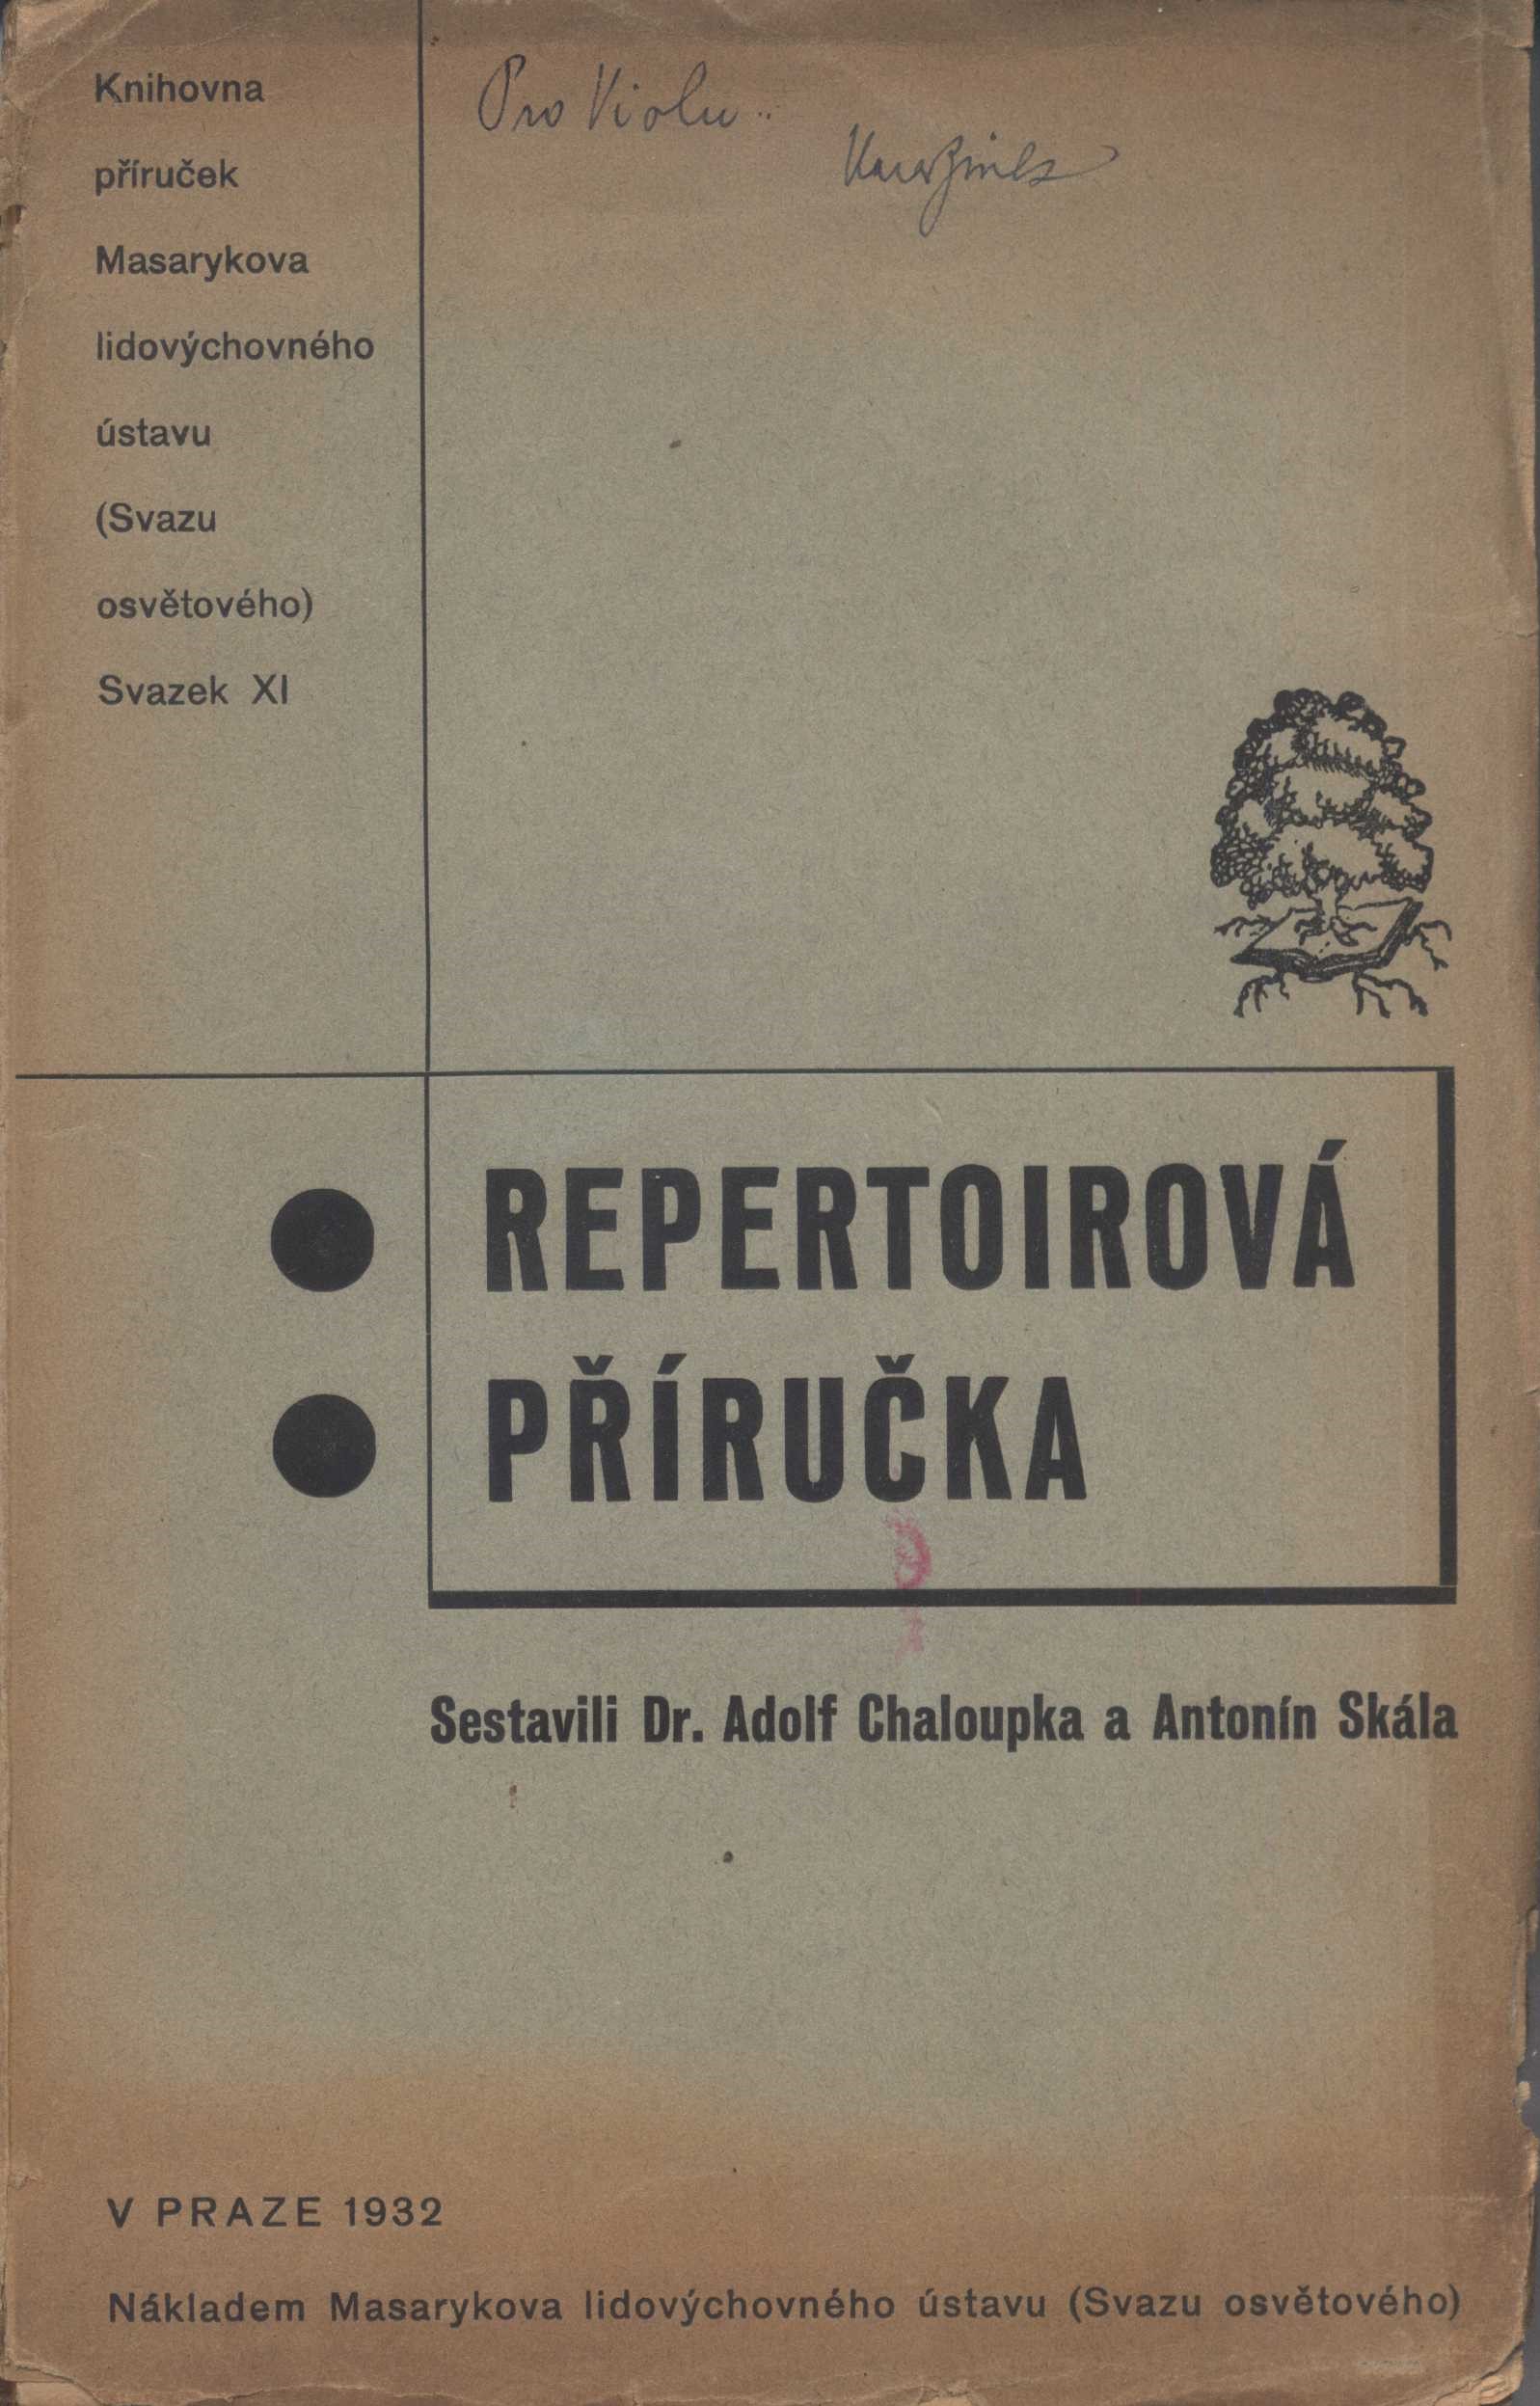 Knihovna
příruček
Masarykova
lidovýchovného
ústavu
(Svazu
osvětového)
Svazek XI
Pro Violu
REPERTOIROVÁ
PŘÍRUČKA
Sestavili Dr. Adolf Chaloupka a Antonín Skála
V PRAZE 1932
Nákladem Masarykova lidovýchovného ústavu (Svazu osvětového)